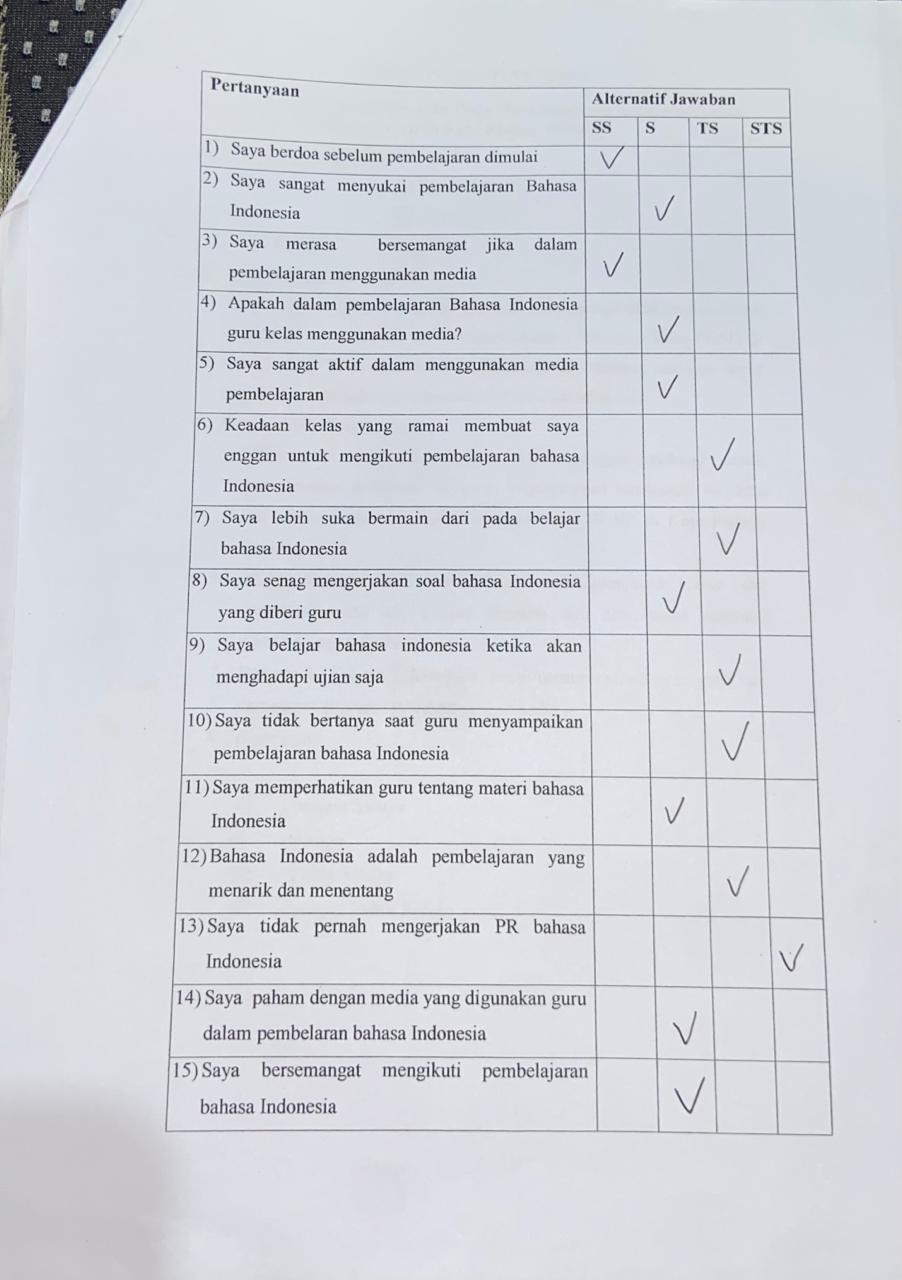 Pertanyaan
Alternatif Jawaban
SS S TS STS
1) Saya berdoa sebelum pembelajaran dimulai
2) Saya sangat menyukai pembelajaran Bahasa
Indonesia
3) Saya merasa bersemangat jika dalam
pembelajaran menggunakan media
4) Apakah dalam pembelajaran Bahasa Indonesia
guru kelas menggunakan media?
5) Saya sangat aktif dalam menggunakan media
pembelajaran
6) Keadaan kelas yang ramai membuat saya
enggan untuk mengikuti pembelajaran bahasa
Indonesia
7) Saya lebih suka bermain dari pada belajar
bahasa Indonesia
8) Saya senag mengerjakan soal bahasa Indonesia
yang diberi guru
9) Saya belajar bahasa indonesia ketika akan
menghadapi ujian saja
10) Saya tidak bertanya saat guru menyampaikan
pembelajaran bahasa Indonesia
11) Saya memperhatikan guru tentang materi bahasa
Indonesia
12) Bahasa Indonesia adalah pembelajaran yang
menarik dan menentang
13) Saya tidak pernah mengerjakan PR bahasa
Indonesia
14) Saya paham dengan media yang digunakan guru
dalam pembelaran bahasa Indonesia
15) Saya bersemangat mengikuti pembelajaran
bahasa Indonesia